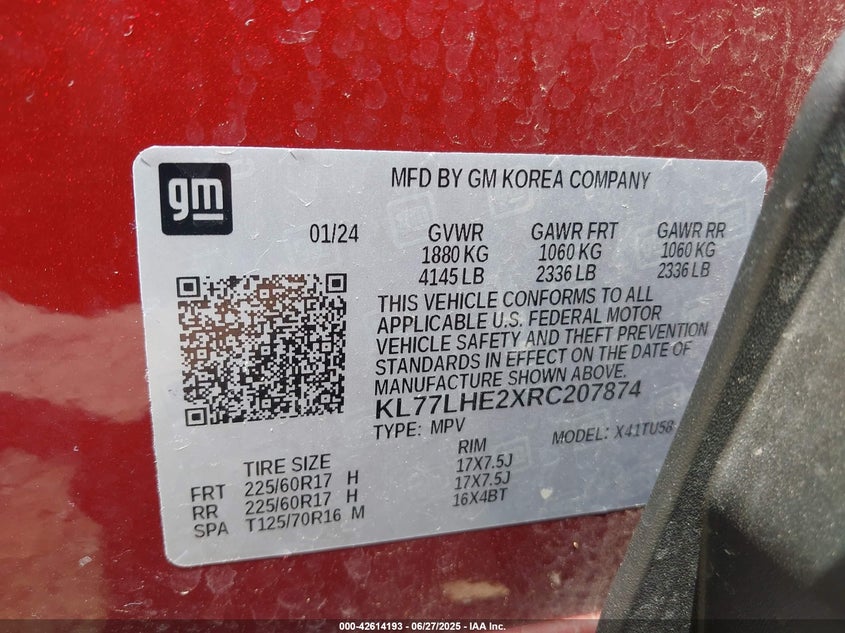 gm
MFD BY GM KOREA COMPANY
01/24 GVWR GAWR FRT GAWR RR
1880 KG 1060 KG 1060 KG
4145 LB 2336 LB 2336 LB
THIS VEHICLE CONFORMS TO ALL
APPLICABLE U.S. FEDERAL MOTOR
VEHICLE SAFETY AND THEFT PREVENTION
STANDARDS IN EFFECT ON THE DATE OF
MANUFACTURE SHOWN ABOVE.
KL77LHE2XRC207874
TYPE: MPV MODEL: X41TU58
TIRE SIZE RIM
FRT 225/60R17 H 17X7.5J
RR 225/60R17 H 17X7.5J
SPA T125/70R16 M 16X4BT
000-42614193 - 06/27/2025 - IAA Inc.